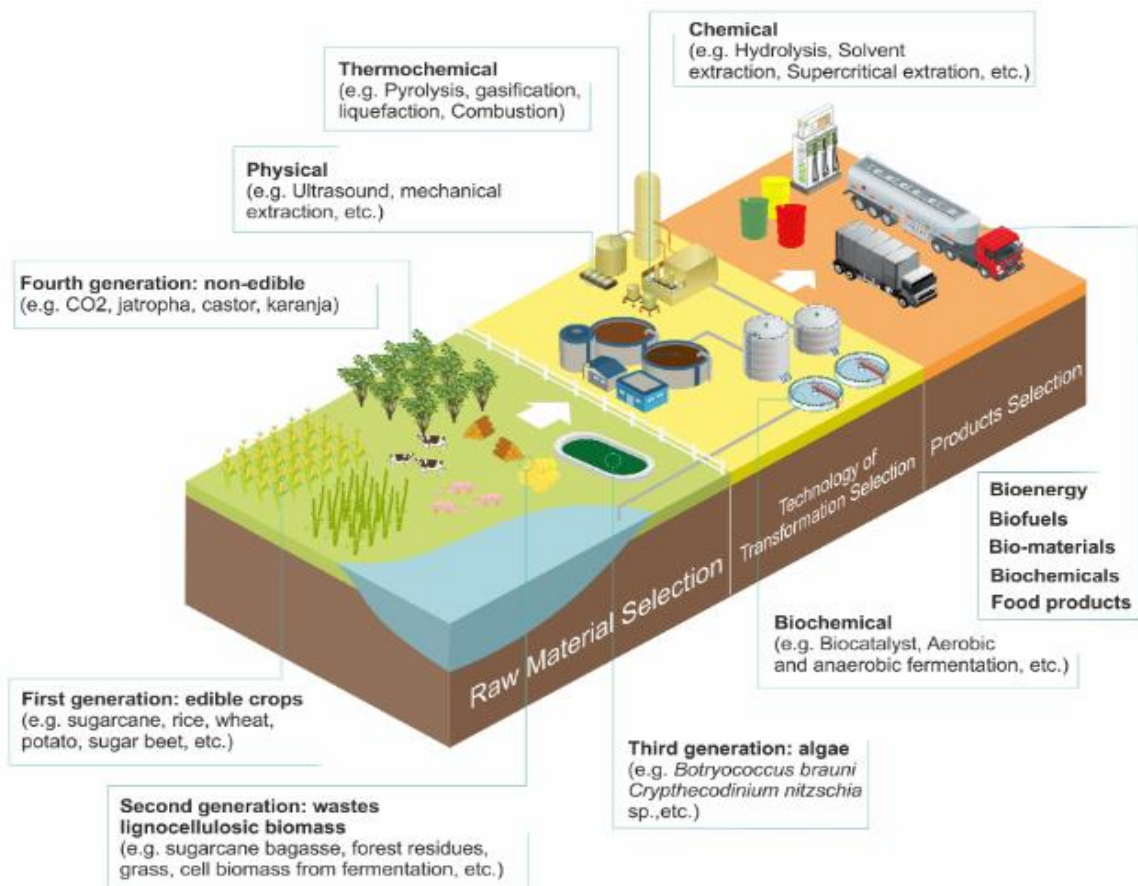 Chemical
(e.g. Hydrolysis, Solvent
extraction, Supercritical extration, etc.)
Thermochemical
(e.g. Pyrolysis, gasification,
liquefaction, Combustion)
Physical
(e.g. Ultrasound, mechanical
extraction, etc.)
Fourth generation: non-edible
(e.g. CO2, jatropha, castor, karanja)
Raw Material Selection
Technology of
Transformation Selection
Products Selection
Bioenergy
Biofuels
Bio-materials
Biochemicals
Food products
Biochemical
(e.g. Biocatalyst, Aerobic
and anaerobic fermentation, etc.)
First generation: edible crops
(e.g. sugarcane, rice, wheat,
potato, sugar beet, etc.)
Third generation: algae
(e.g. Botryococcus brauni
Crypthecodinium nitzschia
sp.,etc.)
Second generation: wastes
lignocellulosic biomass
(e.g. sugarcane bagasse, forest residues,
grass, cell biomass from fermentation, etc.)